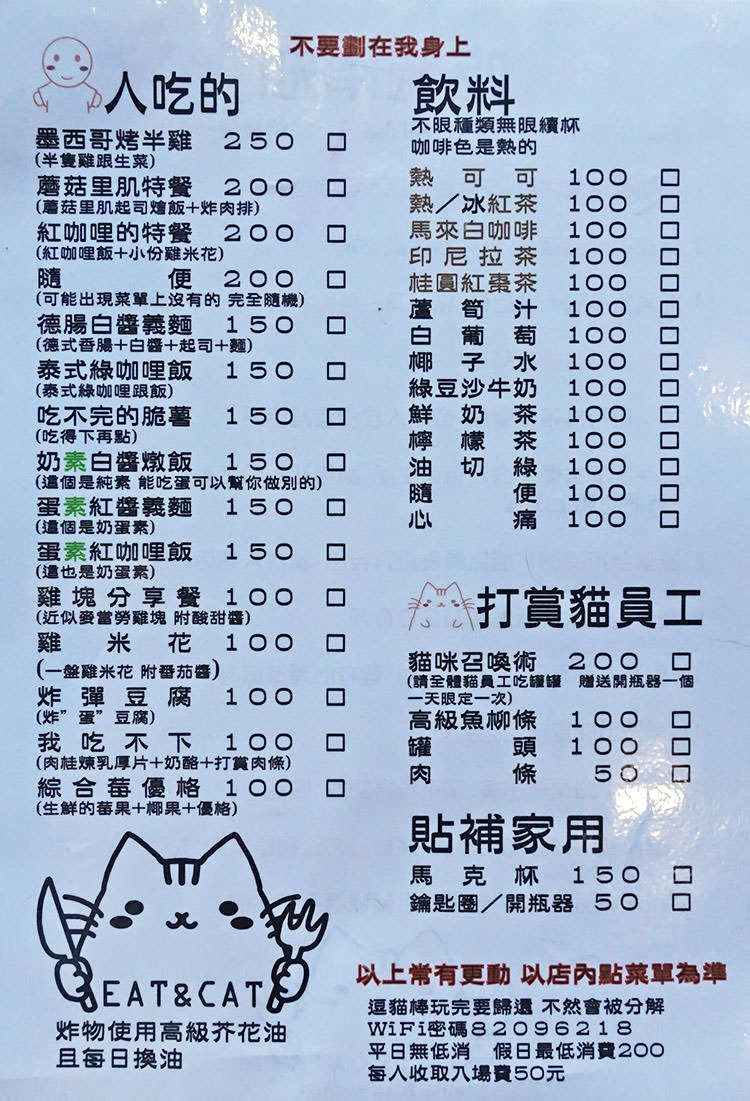 不要劃在我身上
人吃的
墨西哥烤半雞 250 □
(半隻雞跟生菜)
蘑菇里肌特餐 200 □
(蘑菇里肌起司燴飯+炸肉排)
紅咖哩的特餐 200 □
(紅咖哩飯+小份雞米花)
隨便 200 □
(可能出現菜單上沒有的 完全隨機)
德腸白醬義麵 150 □
(德式香腸+白醬+起司+麵)
泰式綠咖哩飯 150 □
(泰式綠咖哩跟飯)
吃不完的脆薯 150 □
(吃得下再點)
奶素白醬燉飯 150 □
(這個是純素 能吃蛋可以幫你做別的)
蛋素紅醬義麵 150 □
(這個是奶蛋素)
蛋素紅咖哩飯 150 □
(這也是奶蛋素)
雞塊分享餐 100 □
(近似麥當勞雞塊 附酸甜醬)
雞米花 100 □
(一盤雞米花 附番茄醬)
炸彈豆腐 100 □
(炸”蛋”豆腐)
我吃不下 100 □
(肉桂煉乳厚片+奶酪+打賞肉條)
綜合莓優格 100 □
(生鮮的莓果+椰果+優格)
EAT&CAT
炸物使用高級芥花油
且每日換油
飲料
不限種類無限續杯
咖啡色是熱的
熱可可 100 □
熱/冰紅茶 100 □
馬來白咖啡 100 □
印尼拉茶 100 □
桂圓紅棗茶 100 □
蘆筍汁 100 □
白葡萄 100 □
椰子水 100 □
綠豆沙牛奶 100 □
鮮奶茶 100 □
檸檬茶 100 □
油切綠 100 □
隨便 100 □
心痛 100 □
打賞貓員工
貓咪召喚術 200 □
(請全體貓員工吃罐罐 贈送開瓶器一個
一天限定一次)
高級魚柳條 100 □
罐頭 100 □
肉條 50 □
貼補家用
馬克杯 150 □
鑰匙圈/開瓶器 50 □
以上常有更動 以店內點菜單為準
逗貓棒玩完要歸還 不然會被分解
WiFi密碼82096218
平日無低消 假日最低消費200
每人收取入場費50元